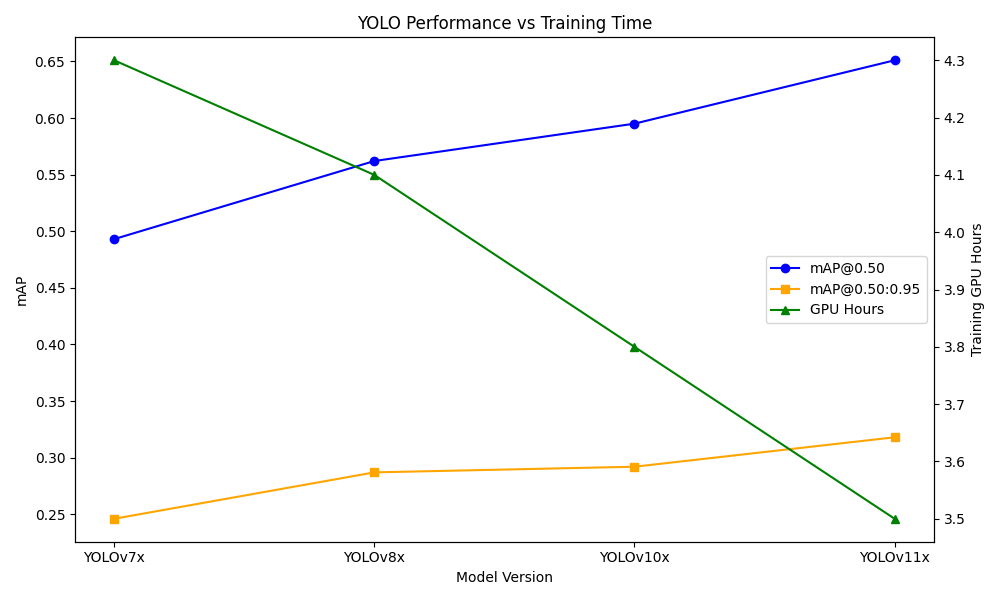 YOLO Performance vs Training Time
mAP
0.65
0.60
0.55
0.50
0.45
0.40
0.35
0.30
0.25
mAP@0.50
mAP@0.50:0.95
GPU Hours
4.3
4.2
4.1
4.0
3.9
3.8
3.7
3.6
3.5
Training GPU Hours
YOLOv7x YOLOv8x YOLOv10x YOLOv11x
Model Version